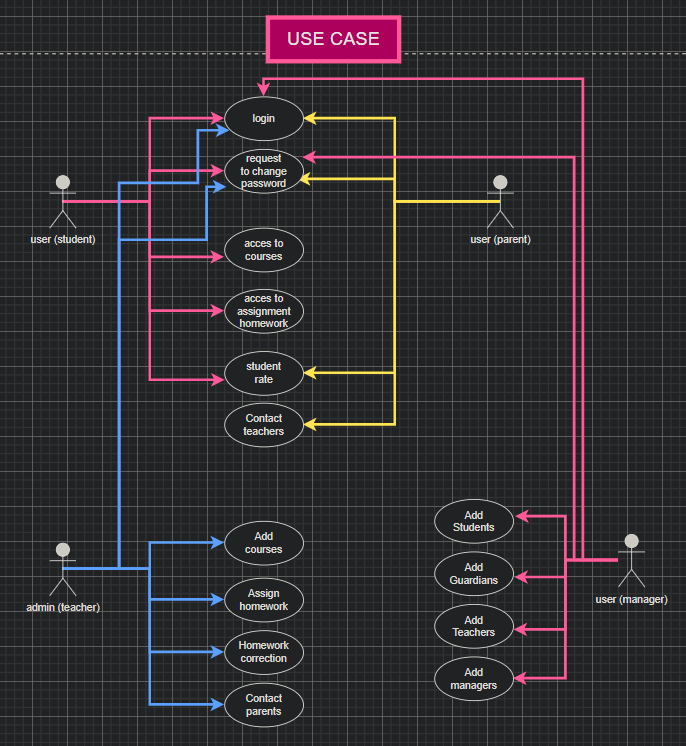 USE CASE
login
request
to change
password
user (student)
user (parent)
acces to
courses
acces to
assignment
homework
student
rate
Contact
teachers
Add
Students
Add
courses
Add
Guardians
Assign
homework
user (manager)
admin (teacher)
Add
Teachers
Homework
correction
Add
managers
Contact
parents